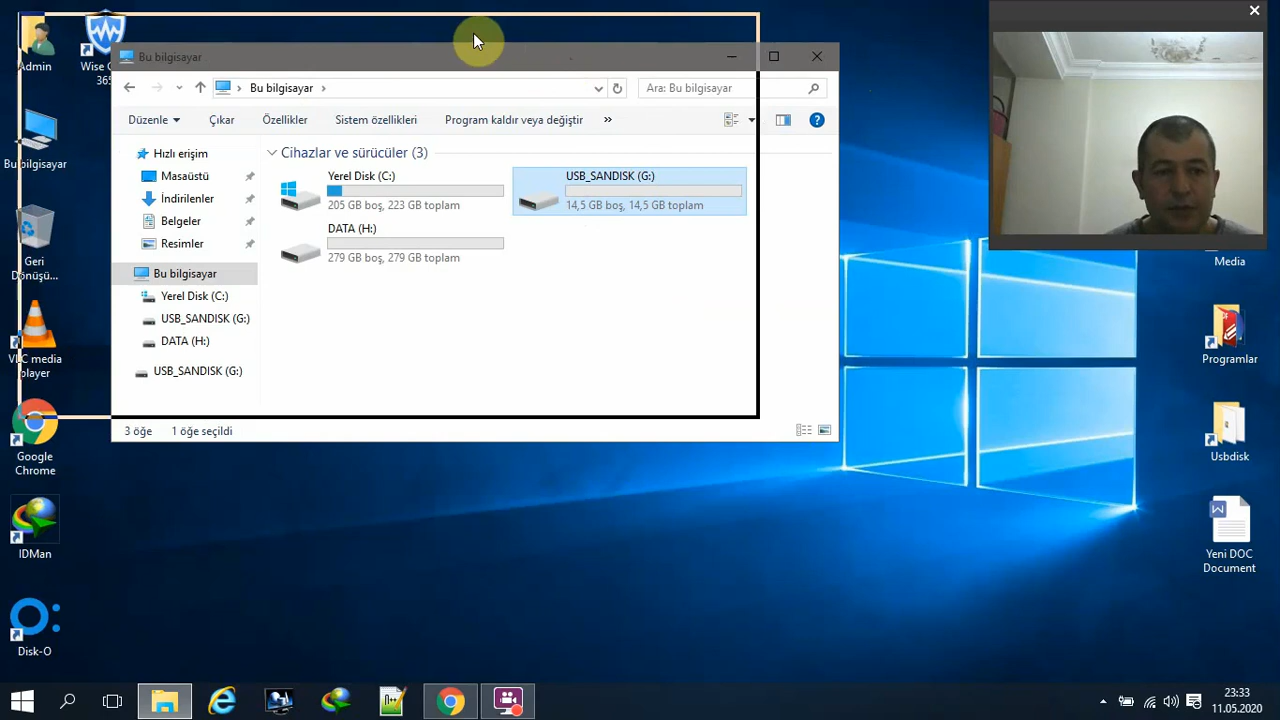 Admin
Wise C
365
Bu bilgisayar
Geri
Dönüşü...
VLC media
player
Google
Chrome
IDMan
Disk-O
Bu bilgisayar
Bu bilgisayar
Ara: Bu bilgisayar
Düzenle
Çıkar
Özellikler
Sistem özellikleri
Program kaldır veya değiştir
»
Hızlı erişim
Masaüstü
İndirilenler
Belgeler
Resimler
Bu bilgisayar
Yerel Disk (C:)
USB_SANDISK (G:)
DATA (H:)
USB_SANDISK (G:)
Cihazlar ve sürücüler (3)
Yerel Disk (C:)
205 GB boş, 223 GB toplam
USB_SANDISK (G:)
14,5 GB boş, 14,5 GB toplam
DATA (H:)
279 GB boş, 279 GB toplam
3 öğe
1 öğe seçildi
Media
Programlar
Usbdisk
Yeni DOC
Document
23:33
11.05.2020